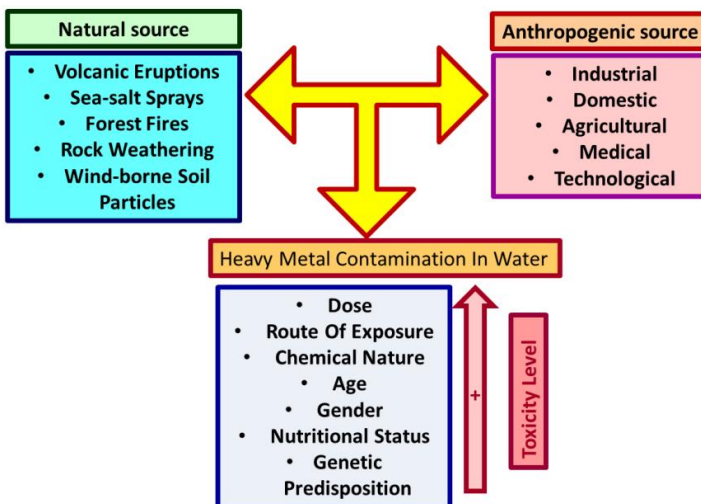 Natural source
• Volcanic Eruptions
• Sea-salt Sprays
• Forest Fires
• Rock Weathering
• Wind-borne Soil
Particles
Anthropogenic source
• Industrial
• Domestic
• Agricultural
• Medical
• Technological
Heavy Metal Contamination In Water
• Dose
• Route Of Exposure
• Chemical Nature
• Age
• Gender
• Nutritional Status
• Genetic
Predisposition
+
Toxicity Level